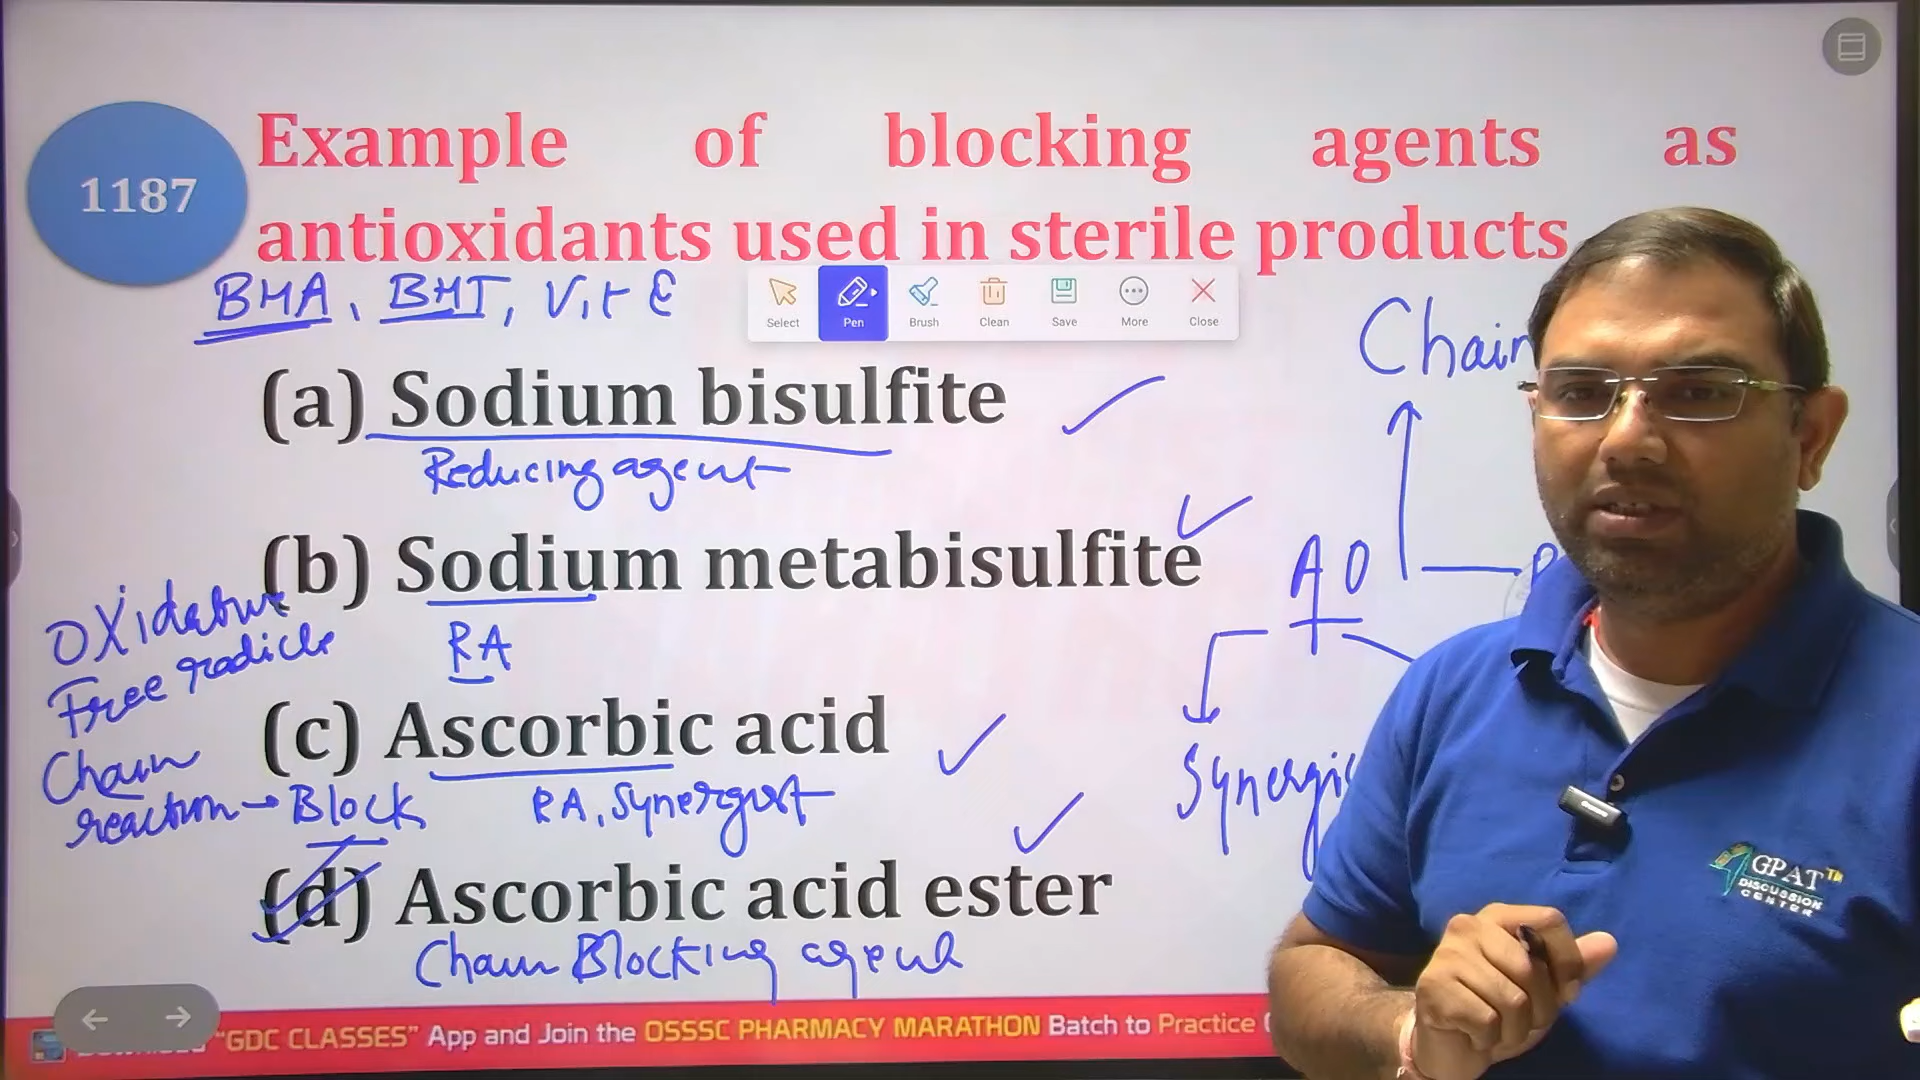 1187
Example of blocking agents as
antioxidants used in sterile products
BHA, BHT, Vit E
Select
Pen
Brush
Clean
Save
More
Close
Chain
(a) Sodium bisulfite
Reducing agent
(b) Sodium metabisulfite
RA
AO
Oxidative
Free radicle
Chain
reaction → Block
(c) Ascorbic acid
RA, Synergist
Synergis
(d) Ascorbic acid ester
Chain Blocking agent
GPAT™
DISCUSSION
CENTER
"GDC CLASSES" App and Join the OSSSC PHARMACY MARATHON Batch to Practice